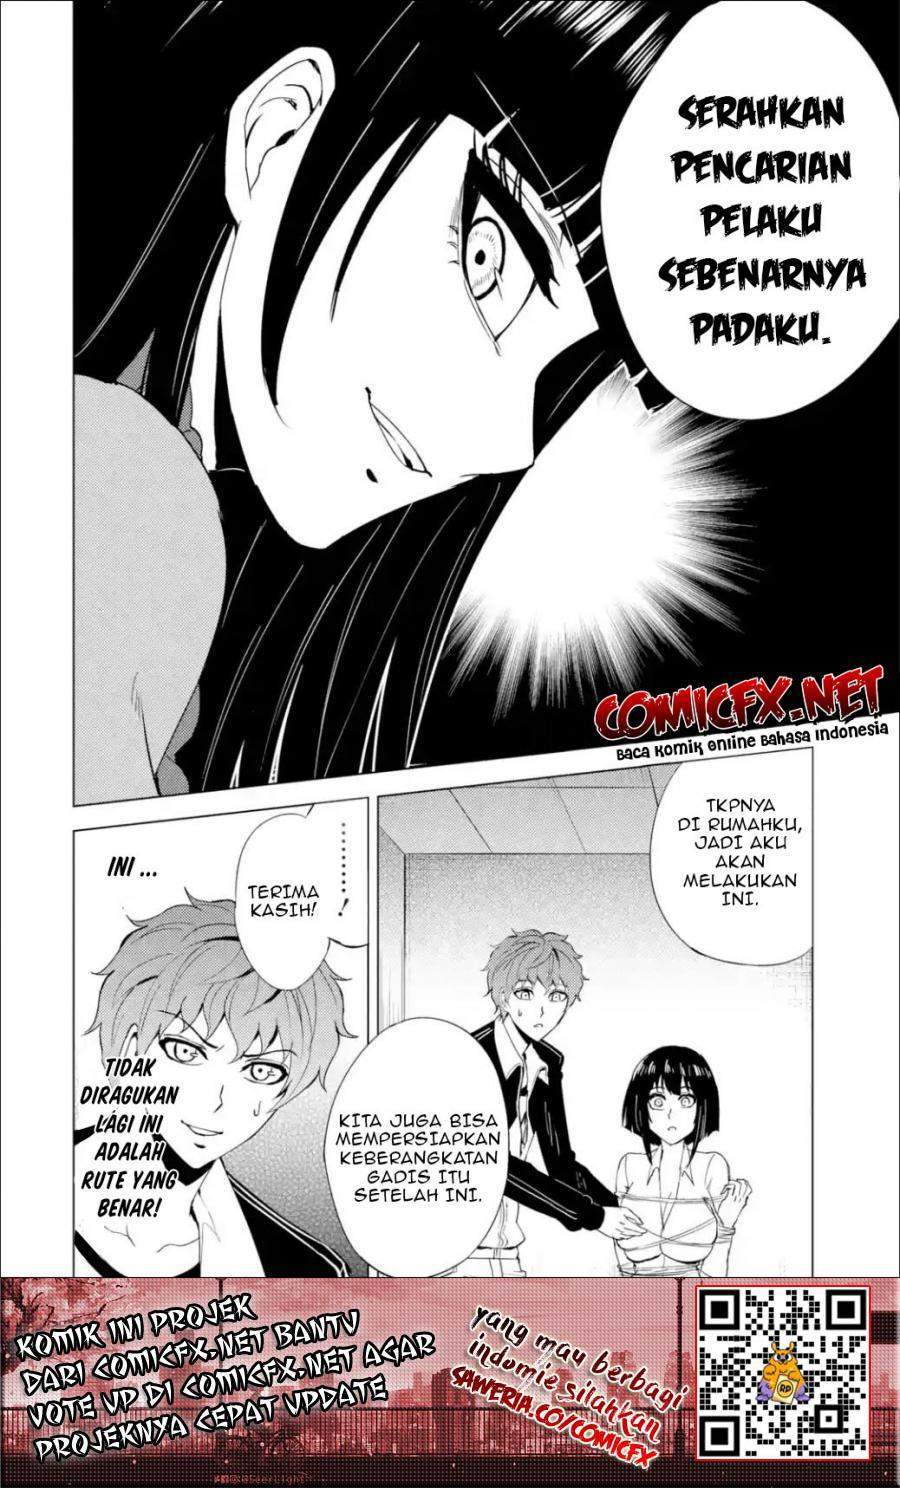 SERAHKAN
PENCARIAN
PELAKU
SEBENARNYA
PADAKU.
COMICFX.NET
Baca Komik Online Bahasa Indonesia
TKPNYA
DI RUMAHKU,
JADI AKU
AKAN
MELAKUKAN
INI.
KITA JUGA BISA
MEMPERSIAPKAN
KEBERANGKATAN
GADIS ITU
SETELAH INI.
......!
TERIMA
KASIH!
INI ...
TIDAK
DIRAGUKAN
LAGI INI
ADALAH
RUTE YANG
BENAR!
KOMIK INI PROJEK
DARI COMICFX.NET BANTU
VOTE UP DI COMICFX.NET AGAR
PROJEKNYA CEPAT UPDATE
yang mau berbagi
indomie silahkan
SAWERIA.CO/COMICFX
RP
@SeerLight